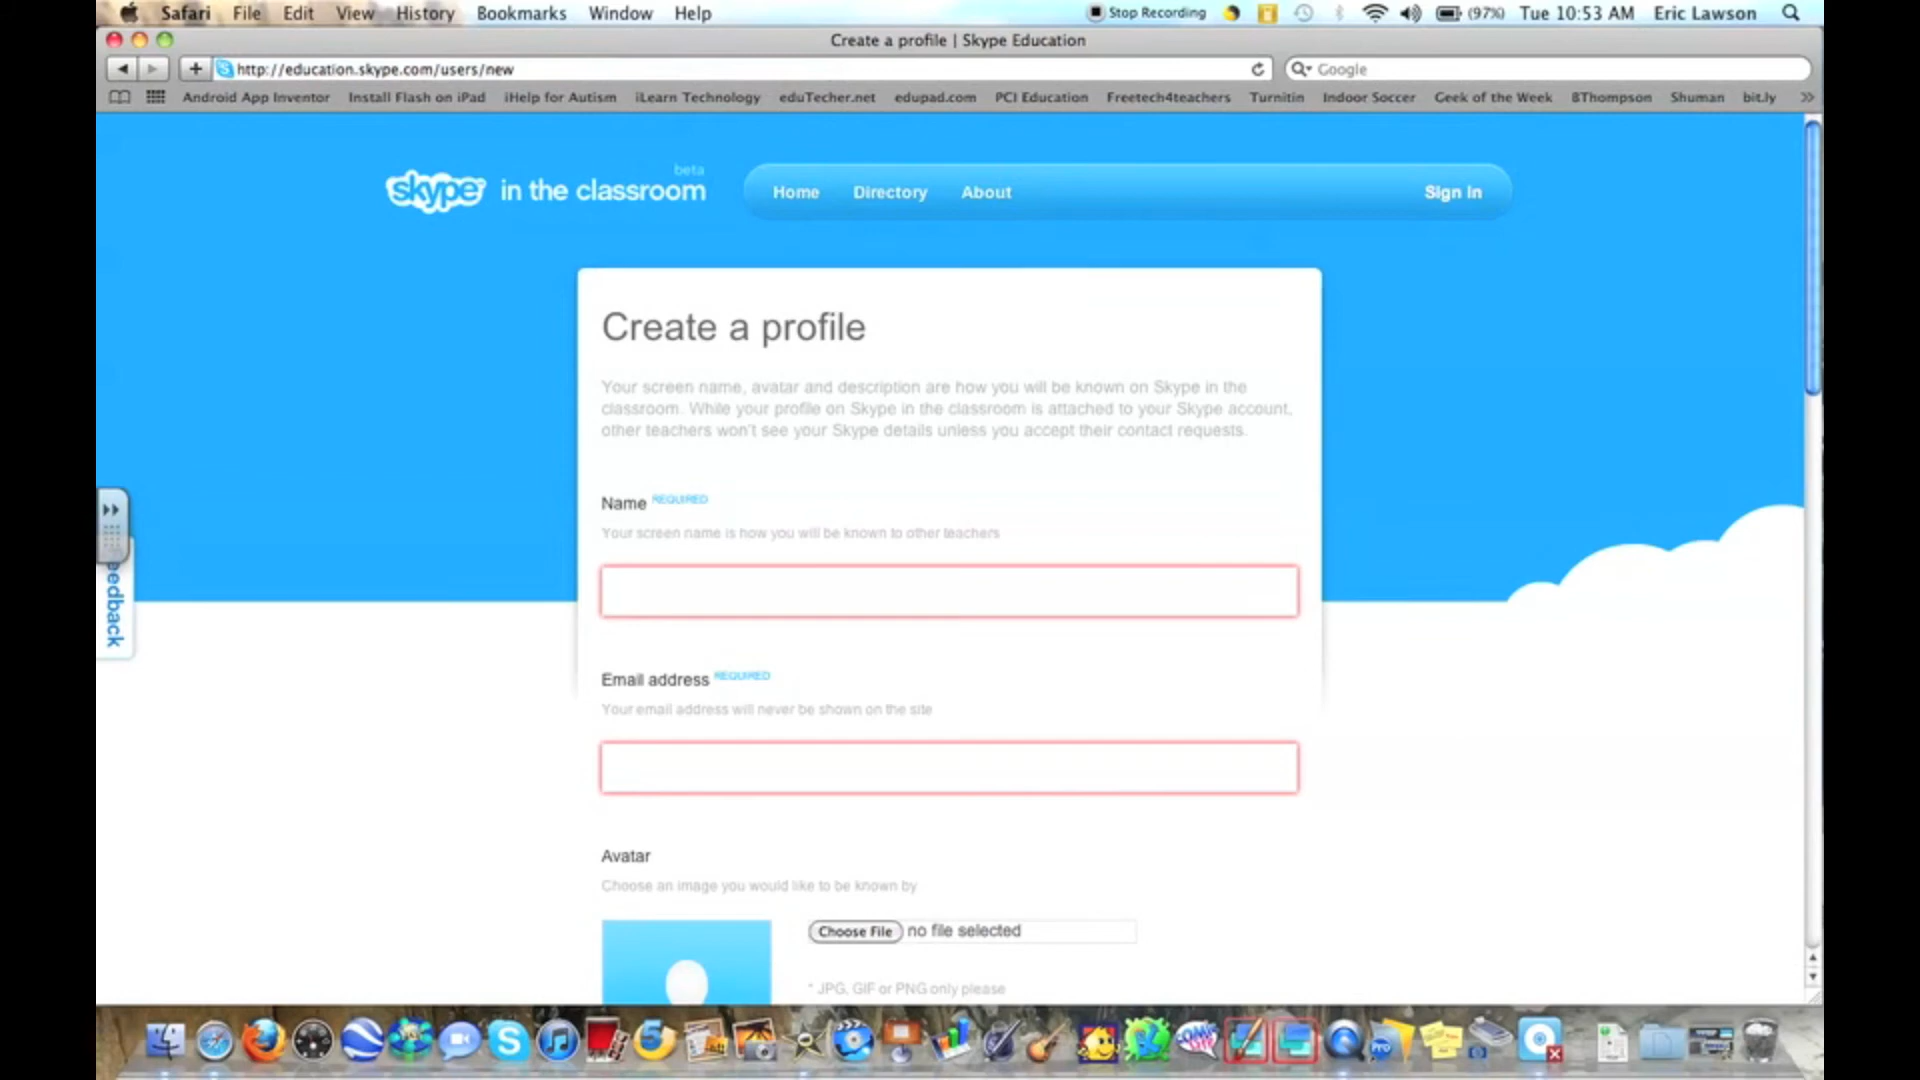 Safari File Edit View History Bookmarks Window Help Stop Recording (97%) Tue 10:53 AM Eric Lawson
Create a profile | Skype Education
http://education.skype.com/users/new Google
Android App Inventor Install Flash on iPad iHelp for Autism iLearn Technology eduTecher.net edupad.com PCI Education Freetech4teachers Turnitin Indoor Soccer Geek of the Week BThompson Shuman bit.ly
skype in the classroom beta
Home Directory About Sign In
Create a profile
Your screen name, avatar and description are how you will be known on Skype in the
classroom. While your profile on Skype in the classroom is attached to your Skype account,
other teachers won't see your Skype details unless you accept their contact requests.
Name REQUIRED
Your screen name is how you will be known to other teachers
edback
Email address REQUIRED
Your email address will never be shown on the site
Avatar
Choose an image you would like to be known by
Choose File no file selected
* JPG, GIF or PNG only please